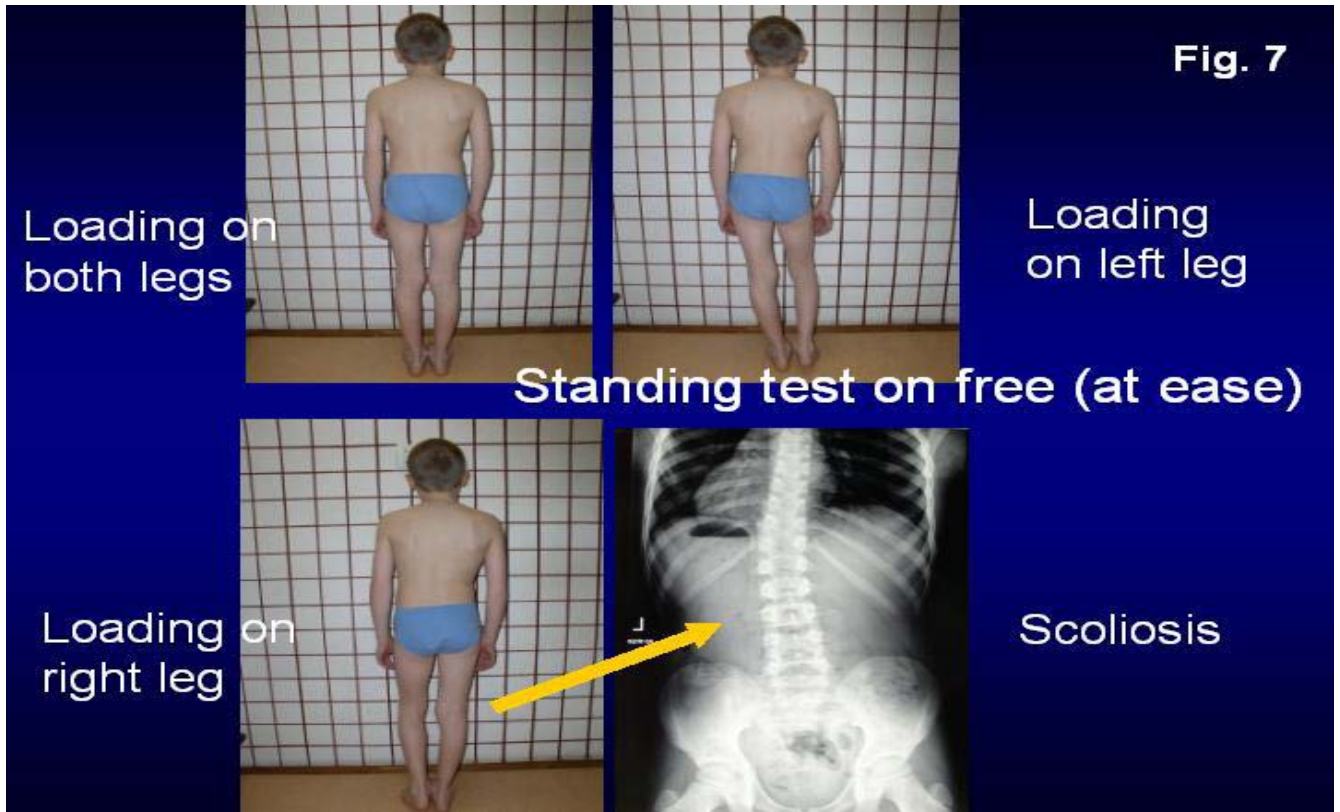 Fig. 7
Loading on
both legs
Loading
on left leg
Standing test on free (at ease)
Loading on
right leg
Scoliosis